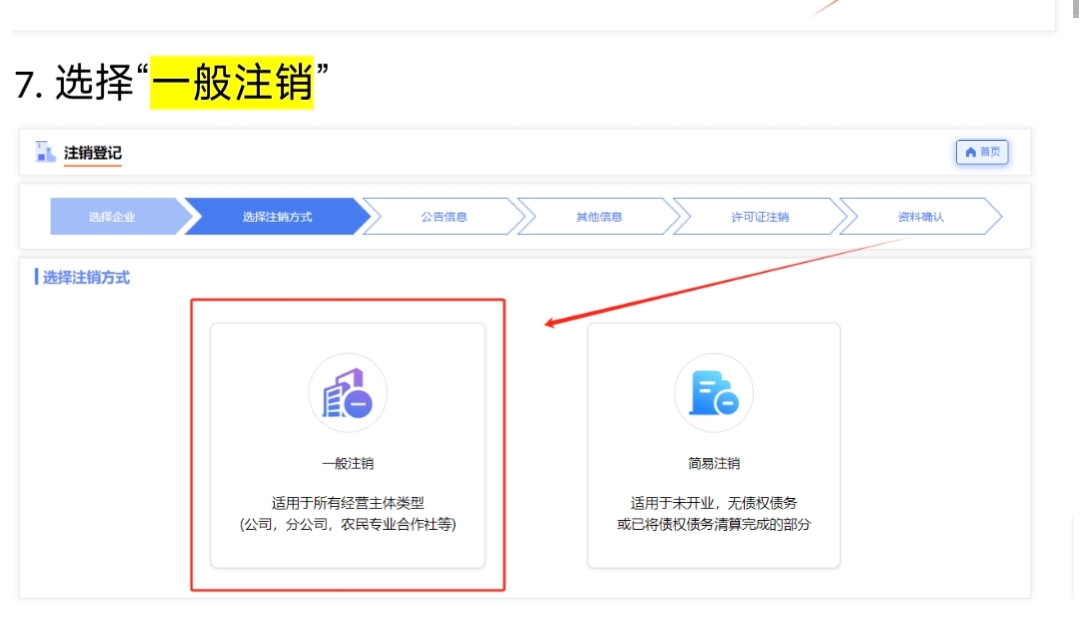 7. 选择“一般注销”
注销登记
首页
选择企业
选择注销方式
公告信息
其他信息
许可证注销
资料确认
选择注销方式
一般注销
适用于所有经营主体类型
(公司，分公司，农民专业合作社等)
简易注销
适用于未开业，无债权债务
或已将债权债务清算完成的部分